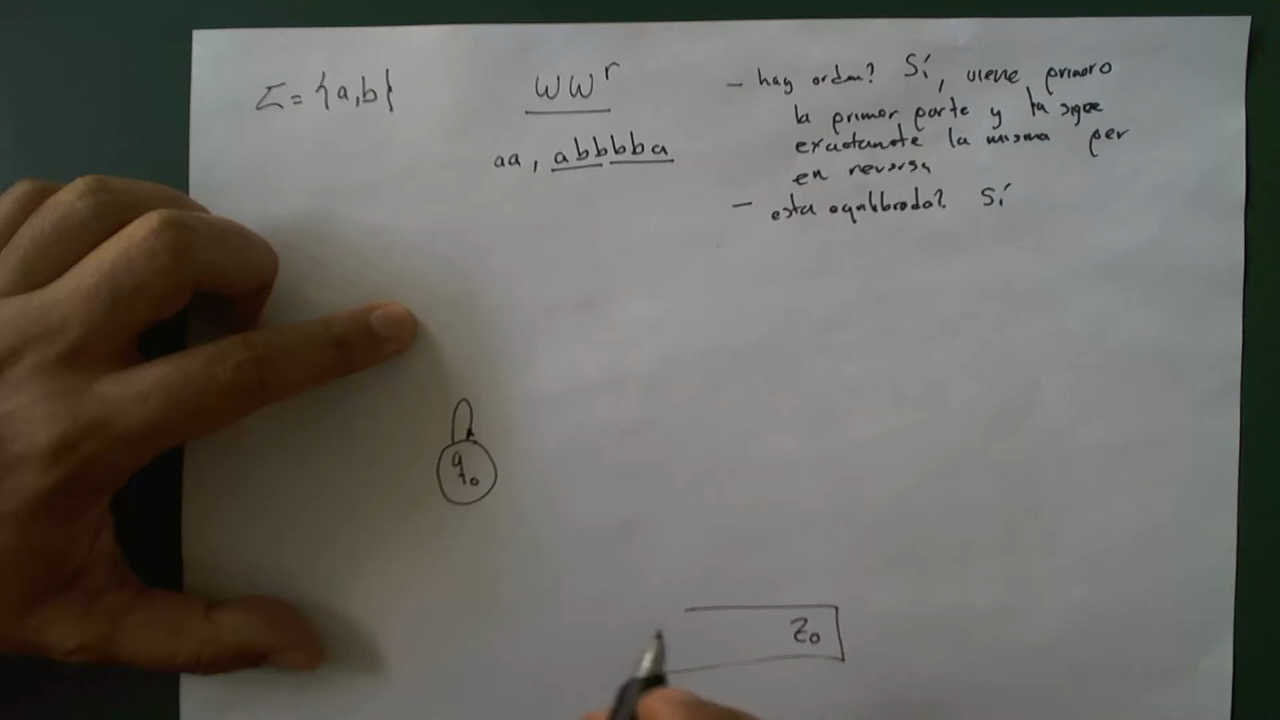 Σ = {a,b}
ww^r
aa, abbbba
- hay orden? Sí, viene primero
la primer parte y la sigue
exactamente la misma per
en reversa
- esta equilibrado? Sí
q₀
Z₀